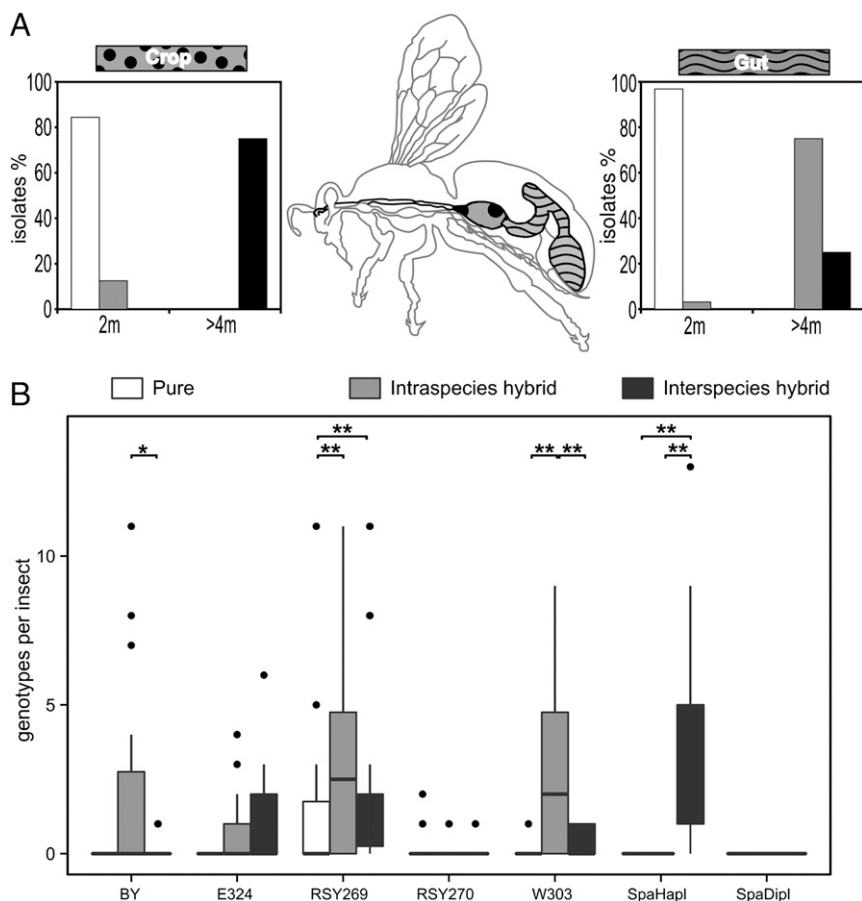 A
Crop
Gut
100
80
60
40
20
0
isolates %
2m
>4m
100
80
60
40
20
0
isolates %
2m
>4m
B
Pure
Intraspecies hybrid
Interspecies hybrid
*
**
**
** **
**
**
10
5
0
genotypes per insect
BY
E324
RSY269
RSY270
W303
SpaHapl
SpaDipl